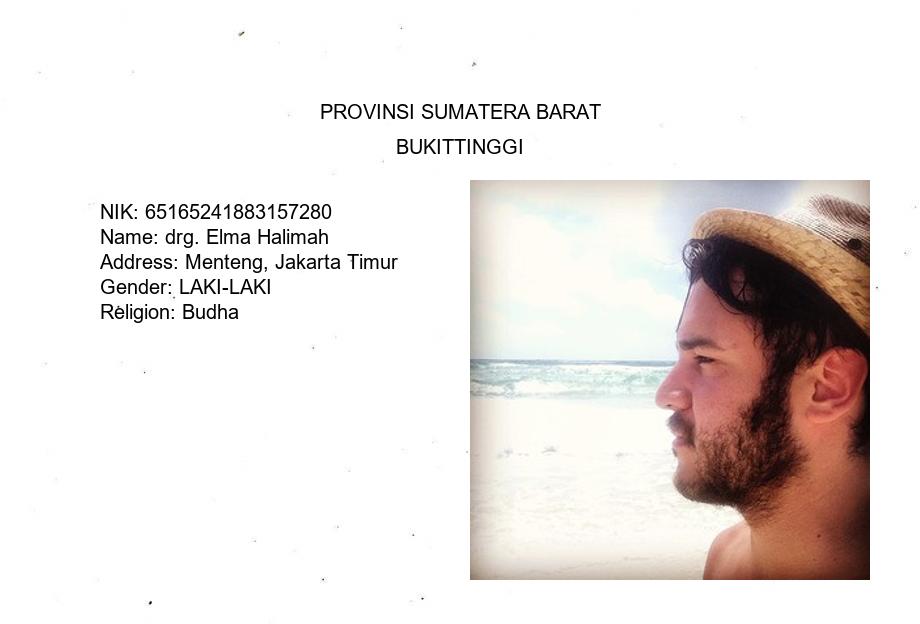 PROVINSI SUMATERA BARAT
BUKITTINGGI
NIK: 65165241883157280
Name: drg. Elma Halimah
Address: Menteng, Jakarta Timur
Gender: LAKI-LAKI
Religion: Budha